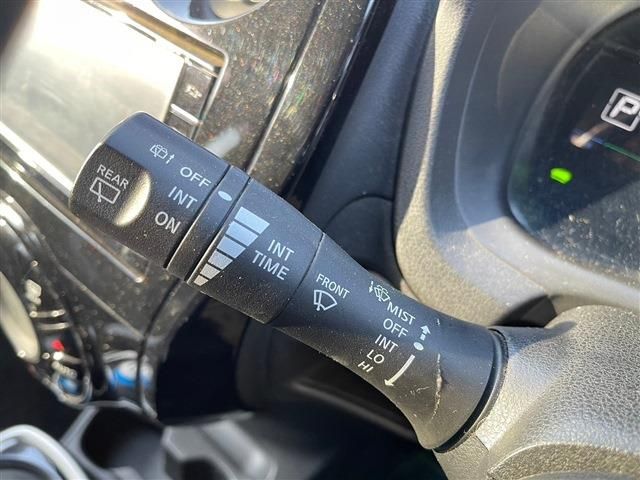 REAR
OFF
INT
ON
INT
TIME
FRONT
MIST
OFF
INT
LO
HI
P